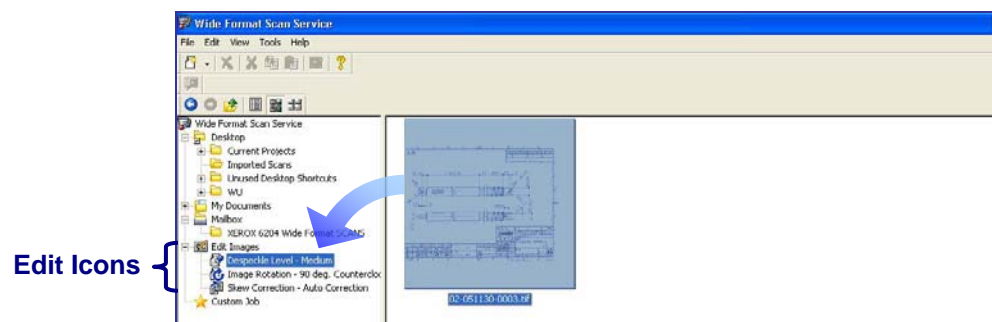 Wide Format Scan Service
File Edit View Tools Help
Wide Format Scan Service
Desktop
Current Projects
Imported Scans
Unused Desktop Shortcuts
WU
My Documents
Mailbox
XEROX 6204 Wide Format SCANS
Edit Images
Despeckle Level - Medium
Image Rotation - 90 deg. Counterclo
Skew Correction - Auto Correction
Custom Job
Edit Icons
02-051130-0003.tif